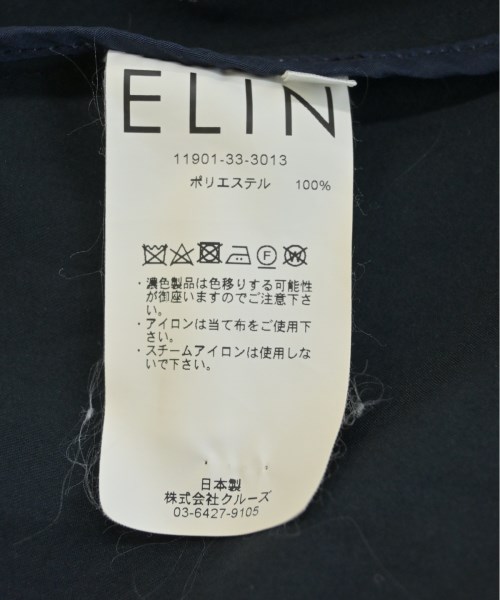 ELIN
11901-33-3013
ポリエステル 100%
・濃色製品は色移りする可能性
が御座いますのでご注意下さ
い。
・アイロンは当て布をご使用下
さい。
・スチームアイロンは使用しな
いで下さい。
日本製
株式会社クルーズ
03-6427-9105